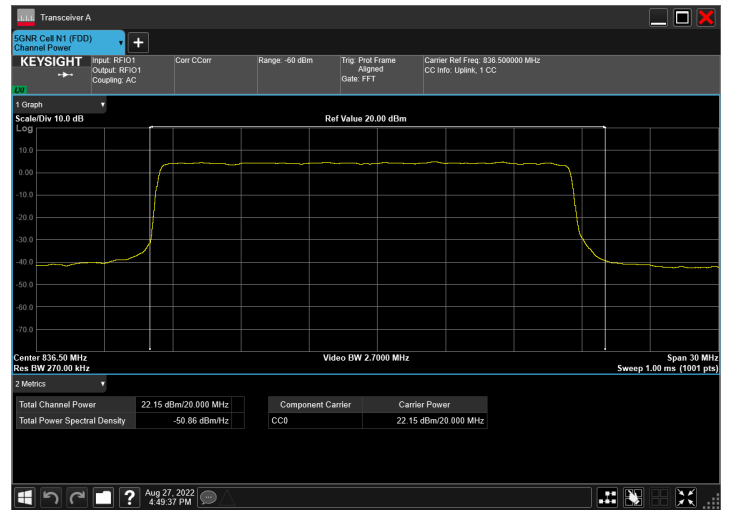 Transceiver A
5GNR Cell N1 (FDD)
Channel Power
KEYSIGHT
LXI
Input: RFIO1
Output: RFIO1
Coupling: AC
Corr CCorr
Range: -60 dBm
Trig: Prot Frame
Aligned
Gate: FFT
Carrier Ref Freq: 836.500000 MHz
CC Info: Uplink, 1 CC
1 Graph
Scale/Div 10.0 dB
Ref Value 20.00 dBm
Log
10.0
0.00
-10.0
-20.0
-30.0
-40.0
-50.0
-60.0
-70.0
Center 836.50 MHz
Video BW 2.7000 MHz
Span 30 MHz
Res BW 270.00 kHz
Sweep 1.00 ms (1001 pts)
2 Metrics
Total Channel Power 22.15 dBm/20.000 MHz
Total Power Spectral Density -50.86 dBm/Hz
Component Carrier Carrier Power
CC0 22.15 dBm/20.000 MHz
?
Aug 27, 2022
4:49:37 PM